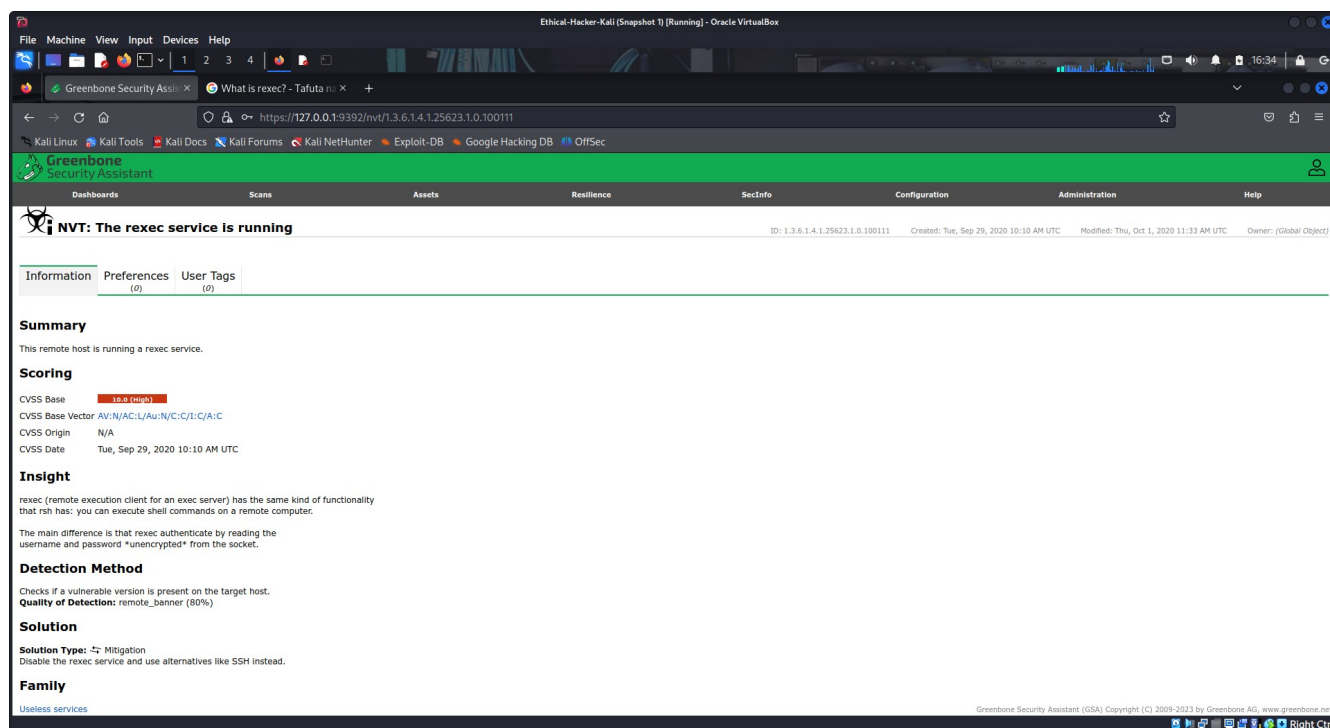 Ethical-Hacker-Kali (Snapshot 1) [Running] - Oracle VirtualBox
File Machine View Input Devices Help
1 2 3 4
16:34
Greenbone Security Assis
What is rexec? - Tafuta na
https://127.0.0.1:9392/nvt/1.3.6.1.4.1.25623.1.0.100111
Kali Linux Kali Tools Kali Docs Kali Forums Kali NetHunter Exploit-DB Google Hacking DB OffSec
Greenbone
Security Assistant
Dashboards Scans Assets Resilience SecInfo Configuration Administration Help
NVT: The rexec service is running
ID: 1.3.6.1.4.1.25623.1.0.100111 Created: Tue, Sep 29, 2020 10:10 AM UTC Modified: Thu, Oct 1, 2020 11:33 AM UTC Owner: (Global Object)
Information Preferences User Tags
(0) (0)
Summary
This remote host is running a rexec service.
Scoring
CVSS Base 10.0 (High)
CVSS Base Vector AV:N/AC:L/Au:N/C:C/I:C/A:C
CVSS Origin N/A
CVSS Date Tue, Sep 29, 2020 10:10 AM UTC
Insight
rexec (remote execution client for an exec server) has the same kind of functionality
that rsh has: you can execute shell commands on a remote computer.
The main difference is that rexec authenticate by reading the
username and password *unencrypted* from the socket.
Detection Method
Checks if a vulnerable version is present on the target host.
Quality of Detection: remote_banner (80%)
Solution
Solution Type: Mitigation
Disable the rexec service and use alternatives like SSH instead.
Family
Useless services
Greenbone Security Assistant (GSA) Copyright (C) 2009-2023 by Greenbone AG, www.greenbone.ne
Right Ctr